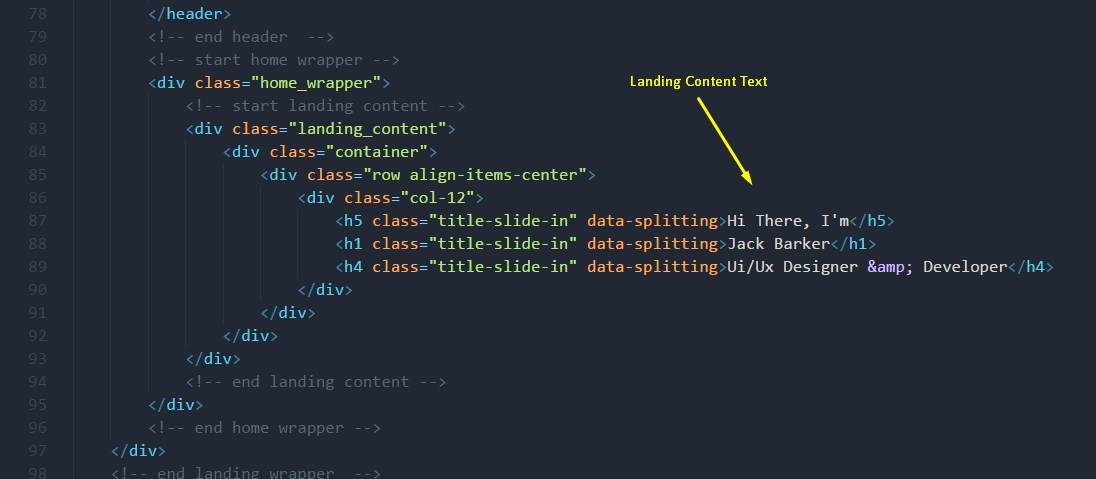 78 </header>
79 <!-- end header  -->
80 <!-- start home wrapper -->
81 <div class="home_wrapper">
Landing Content Text
82 <!-- start landing content -->
83 <div class="landing_content">
84 <div class="container">
85 <div class="row align-items-center">
86 <div class="col-12">
87 <h5 class="title-slide-in" data-splitting>Hi There, I'm</h5>
88 <h1 class="title-slide-in" data-splitting>Jack Barker</h1>
89 <h4 class="title-slide-in" data-splitting>Ui/Ux Designer &amp; Developer</h4>
90 </div>
91 </div>
92 </div>
93 </div>
94 <!-- end landing content -->
95 </div>
96 <!-- end home wrapper -->
97 </div>
98 <!-- end landing wrapper  -->